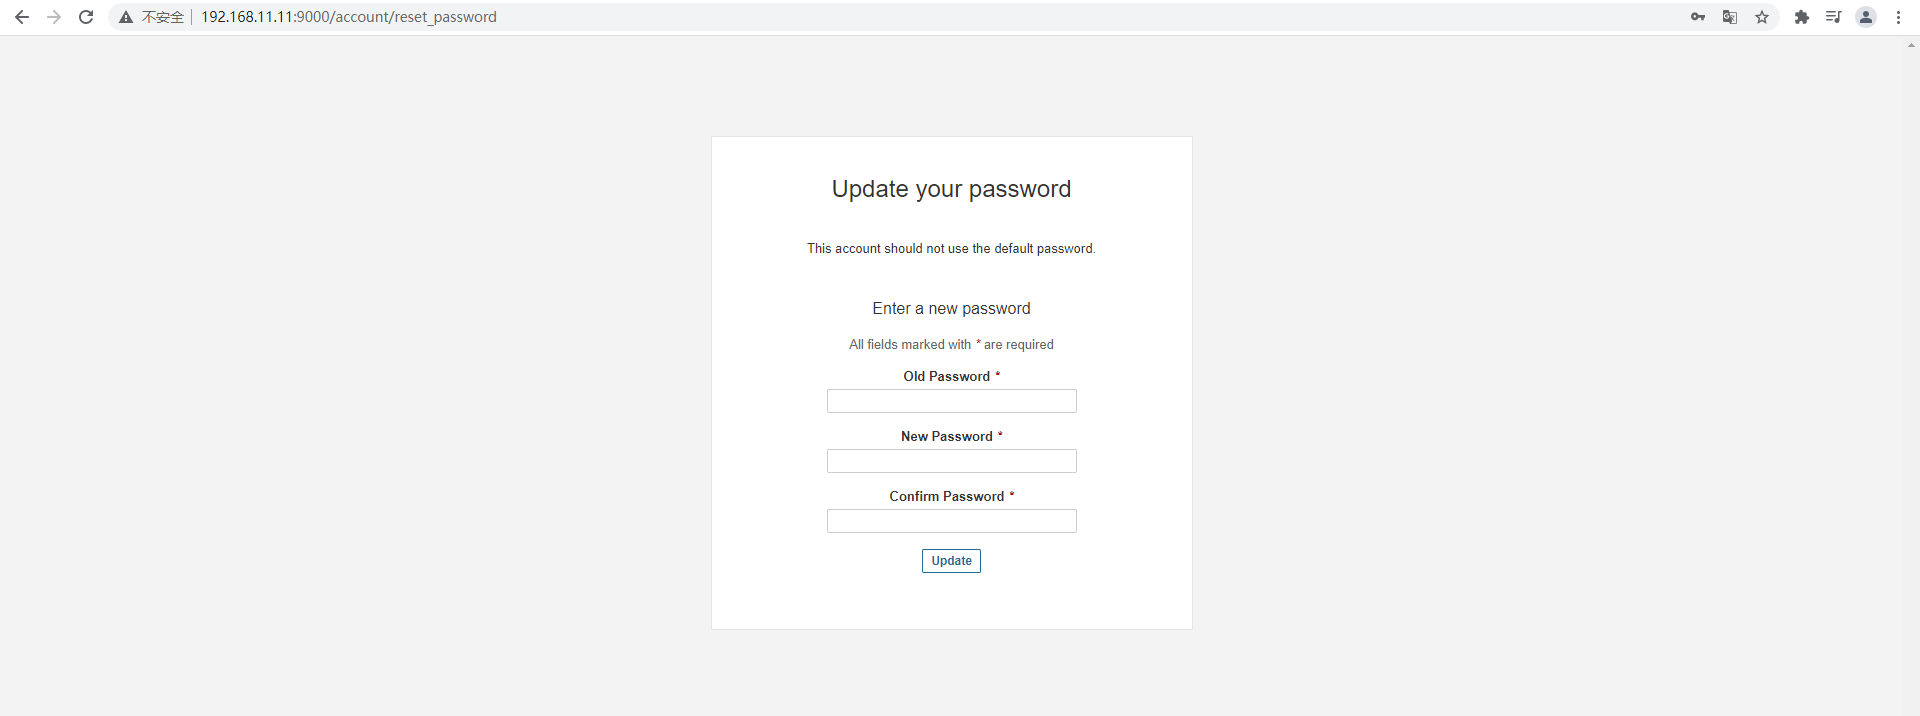 不安全 192.168.11.11:9000/account/reset_password
Update your password
This account should not use the default password.
Enter a new password
All fields marked with * are required
Old Password *
New Password *
Confirm Password *
Update